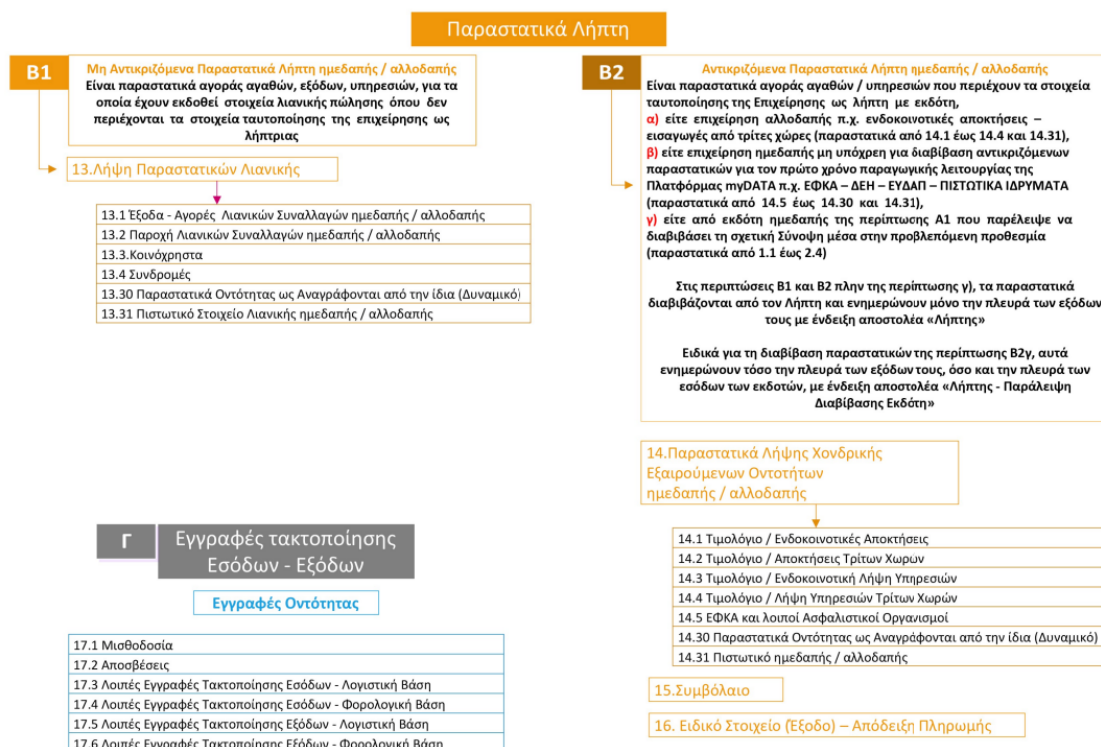 Παραστατικά Λήπτη
Β1
Μη Αντικριζόμενα Παραστατικά Λήπτη ημεδαπής / αλλοδαπής
Είναι παραστατικά αγοράς αγαθών, εξόδων, υπηρεσιών, για τα
οποία έχουν εκδοθεί στοιχεία λιανικής πώλησης όπου δεν
περιέχονται τα στοιχεία ταυτοποίησης της επιχείρησης ως
λήπτριας
13.Λήψη Παραστατικών Λιανικής
13.1 Έξοδα - Αγορές Λιανικών Συναλλαγών ημεδαπής / αλλοδαπής
13.2 Παροχή Λιανικών Συναλλαγών ημεδαπής / αλλοδαπής
13.3.Κοινόχρηστα
13.4 Συνδρομές
13.30 Παραστατικά Οντότητας ως Αναγράφονται από την ίδια (Δυναμικό)
13.31 Πιστωτικό Στοιχείο Λιανικής ημεδαπής / αλλοδαπής
Β2
Αντικριζόμενα Παραστατικά Λήπτη ημεδαπής / αλλοδαπής
Είναι παραστατικά αγοράς αγαθών / υπηρεσιών που περιέχουν τα στοιχεία
ταυτοποίησης της Επιχείρησης ως λήπτη με εκδότη,
α) είτε επιχείρηση αλλοδαπής π.χ. ενδοκοινοτικές αποκτήσεις –
εισαγωγές από τρίτες χώρες (παραστατικά από 14.1 έως 14.4 και 14.31),
β) είτε επιχείρηση ημεδαπής μη υπόχρεη για διαβίβαση αντικριζόμενων
παραστατικών για τον πρώτο χρόνο παραγωγικής λειτουργίας της
Πλατφόρμας myDATA π.χ. ΕΦΚΑ – ΔΕΗ – ΕΥΔΑΠ – ΠΙΣΤΩΤΙΚΑ ΙΔΡΥΜΑΤΑ
(παραστατικά από 14.5 έως 14.30 και 14.31),
γ) είτε από εκδότη ημεδαπής της περίπτωσης Α1 που παρέλειψε να
διαβιβάσει τη σχετική Σύνοψη μέσα στην προβλεπόμενη προθεσμία
(παραστατικά από 1.1 έως 2.4)
Στις περιπτώσεις Β1 και Β2 πλην της περίπτωσης γ), τα παραστατικά
διαβιβάζονται από τον Λήπτη και ενημερώνουν μόνο την πλευρά των εξόδων
τους με ένδειξη αποστολέα «Λήπτης»
Ειδικά για τη διαβίβαση παραστατικών της περίπτωσης Β2γ, αυτά
ενημερώνουν τόσο την πλευρά των εξόδων τους, όσο και την πλευρά των
εσόδων των εκδοτών, με ένδειξη αποστολέα «Λήπτης - Παράλειψη
Διαβίβασης Εκδότη»
14.Παραστατικά Λήψης Χονδρικής
Εξαιρούμενων Οντοτήτων
ημεδαπής / αλλοδαπής
14.1 Τιμολόγιο / Ενδοκοινοτικές Αποκτήσεις
14.2 Τιμολόγιο / Αποκτήσεις Τρίτων Χωρων
14.3 Τιμολόγιο / Ενδοκοινοτική Λήψη Υπηρεσιών
14.4 Τιμολόγιο / Λήψη Υπηρεσιών Τρίτων Χωρών
14.5 ΕΦΚΑ και λοιποί Ασφαλιστικοί Οργανισμοί
14.30 Παραστατικά Οντότητας ως Αναγράφονται από την ίδια (Δυναμικό)
14.31 Πιστωτικό ημεδαπής / αλλοδαπής
15.Συμβόλαιο
16. Ειδικό Στοιχείο (Έξοδο) – Απόδειξη Πληρωμής
Γ
Εγγραφές τακτοποίησης
Εσόδων - Εξόδων
Εγγραφές Οντότητας
17.1 Μισθοδοσία
17.2 Αποσβέσεις
17.3 Λοιπές Εγγραφές Τακτοποίησης Εσόδων - Λογιστική Βάση
17.4 Λοιπές Εγγραφές Τακτοποίησης Εσόδων - Φορολογική Βάση
17.5 Λοιπές Εγγραφές Τακτοποίησης Εξόδων - Λογιστική Βάση
17.6 Λοιπές Εγγραφές Τακτοποίησης Εξόδων - Φορολογική Βάση